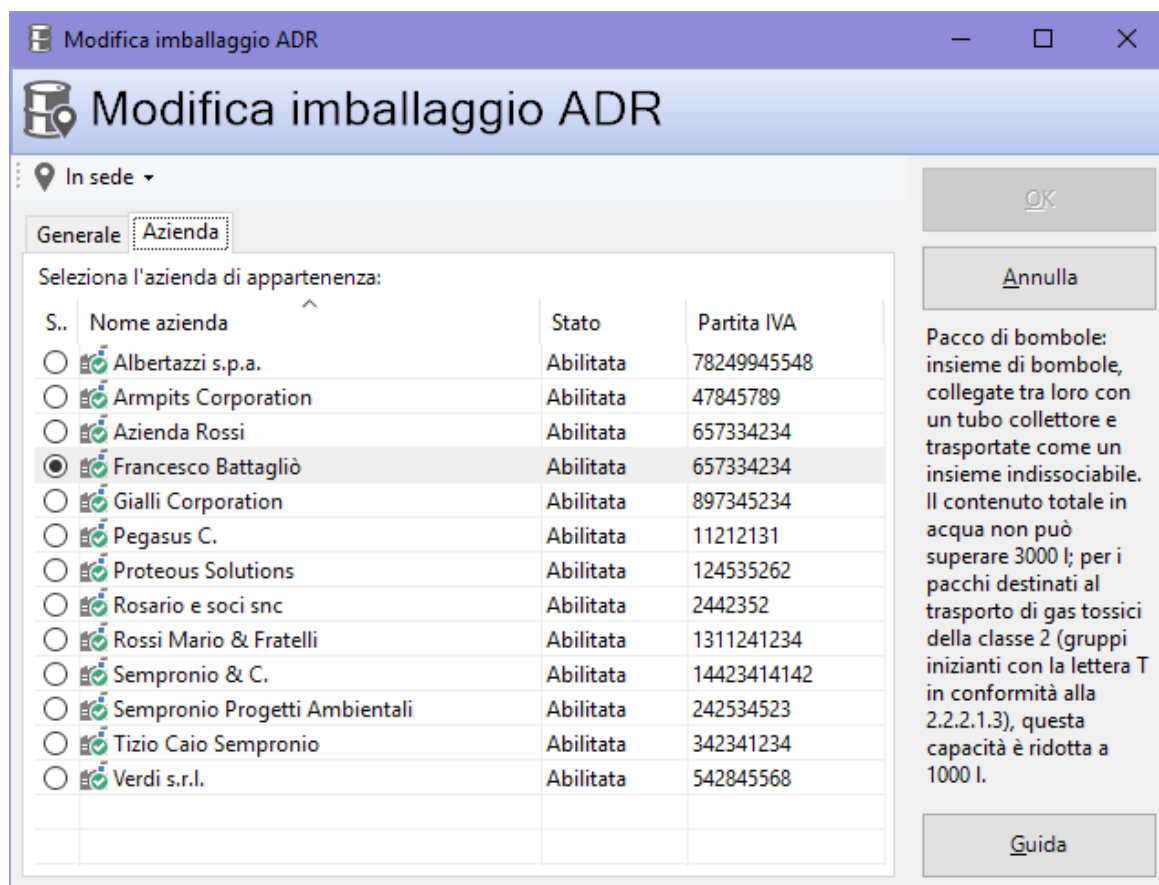 Modifica imballaggio ADR
Modifica imballaggio ADR
In sede
Generale Azienda
Seleziona l'azienda di appartenenza:
S.. Nome azienda Stato Partita IVA
Albertazzi s.p.a. Abilitata 78249945548
Armpits Corporation Abilitata 47845789
Azienda Rossi Abilitata 657334234
Francesco Battagliò Abilitata 657334234
Gialli Corporation Abilitata 897345234
Pegasus C. Abilitata 11212131
Proteous Solutions Abilitata 124535262
Rosario e soci snc Abilitata 2442352
Rossi Mario & Fratelli Abilitata 1311241234
Sempronio & C. Abilitata 14423414142
Sempronio Progetti Ambientali Abilitata 242534523
Tizio Caio Sempronio Abilitata 342341234
Verdi s.r.l. Abilitata 542845568
OK
Annulla
Pacco di bombole:
insieme di bombole,
collegate tra loro con
un tubo collettore e
trasportate come un
insieme indissociabile.
Il contenuto totale in
acqua non può
superare 3000 l; per i
pacchi destinati al
trasporto di gas tossici
della classe 2 (gruppi
inizianti con la lettera T
in conformità alla
2.2.2.1.3), questa
capacità è ridotta a
1000 l.
Guida